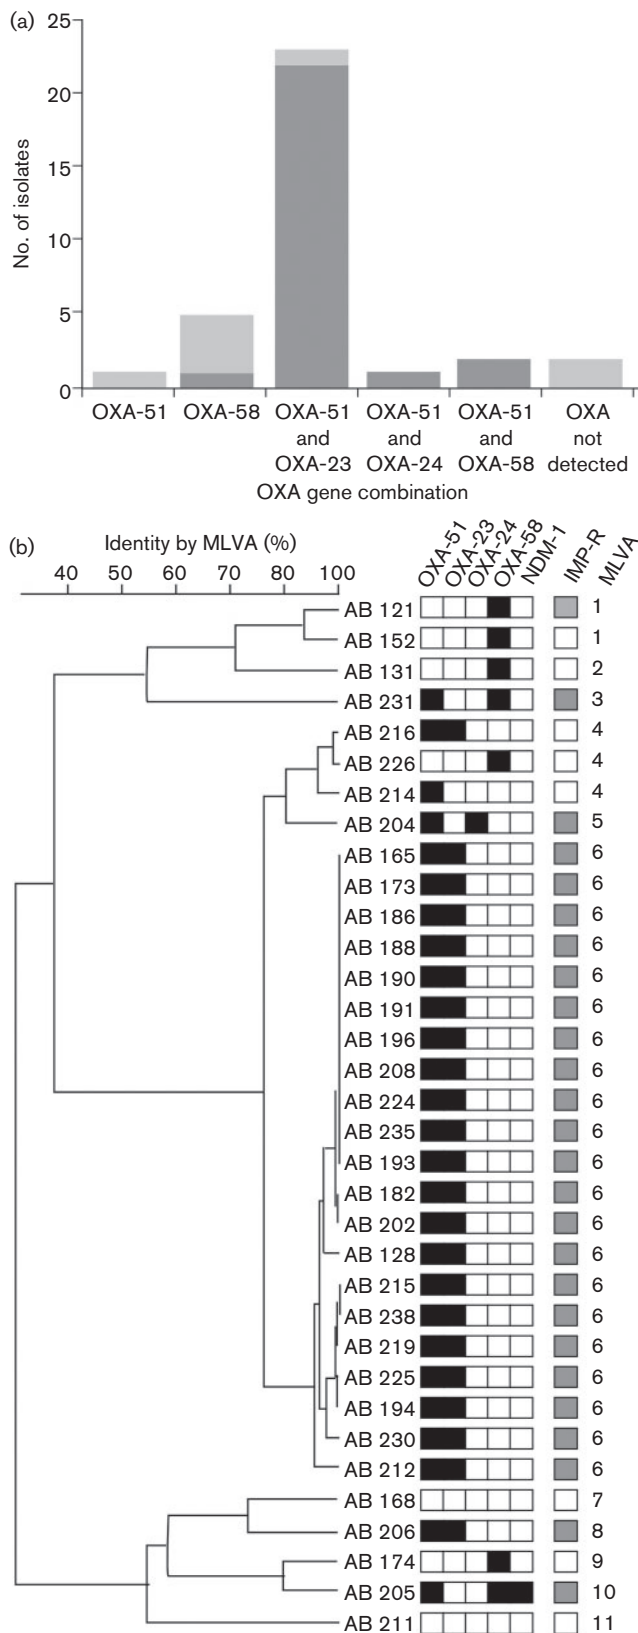 (a)
25
20
15
10
5
0
No. of isolates
OXA-51
OXA-58
OXA-51 and OXA-23
OXA-51 and OXA-24
OXA-51 and OXA-58
OXA not detected
OXA gene combination
(b)
Identity by MLVA (%)
40 50 60 70 80 90 100
OXA-51 OXA-23 OXA-24 OXA-58 NDM-1 IMP-R MLVA
AB 121 1
AB 152 1
AB 131 2
AB 231 3
AB 216 4
AB 226 4
AB 214 4
AB 204 5
AB 165 6
AB 173 6
AB 186 6
AB 188 6
AB 190 6
AB 191 6
AB 196 6
AB 208 6
AB 224 6
AB 235 6
AB 193 6
AB 182 6
AB 202 6
AB 128 6
AB 215 6
AB 238 6
AB 219 6
AB 225 6
AB 194 6
AB 230 6
AB 212 6
AB 168 7
AB 206 8
AB 174 9
AB 205 10
AB 211 11